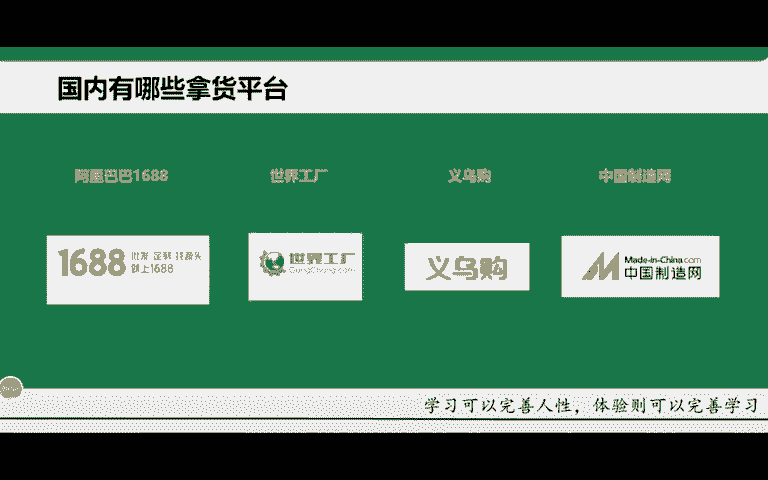 国内有哪些拿货平台
阿里巴巴1688
世界工厂
义乌购
中国制造网
1688 批发 定制 找源头
就上1688
世界工厂
GongChang.com
义乌购
Made-in-China.com
中国制造网
学习可以完善人性，体验则可以完善学习